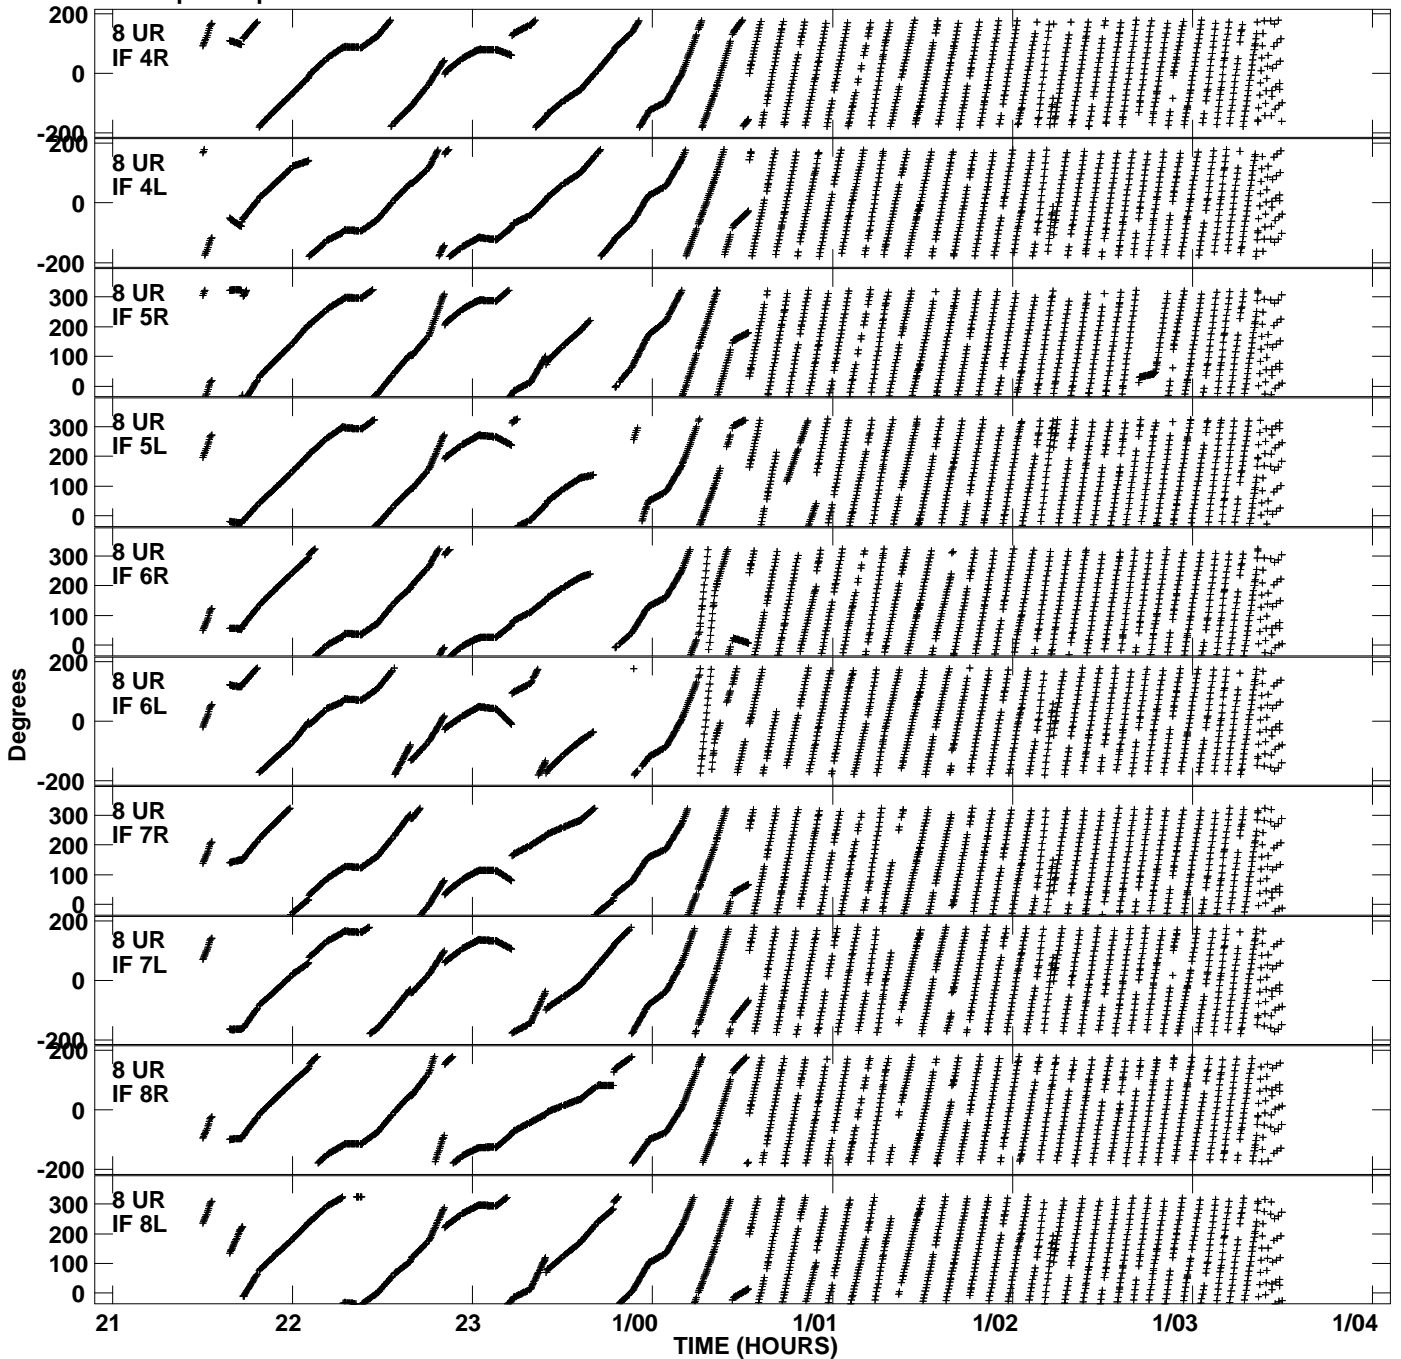 200
8 UR
IF 4R
0
-200
200
8 UR
IF 4L
0
-200
8 UR
300
IF 5R
200
100
0
8 UR
300
IF 5L
200
100
0
8 UR
300
IF 6R
200
100
0
200
8 UR
IF 6L
0
-200
8 UR
300
IF 7R
200
100
0
200
8 UR
IF 7L
0
-200
200
8 UR
IF 8R
0
-200
8 UR
300
IF 8L
200
100
0
Degrees
21 22 23 1/00 1/01 1/02 1/03 1/04
TIME (HOURS)